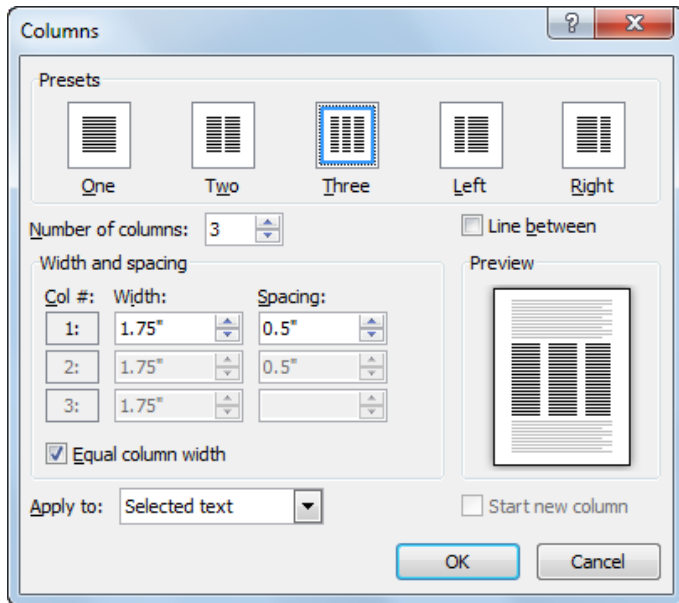 Columns
Presets
One Two Three Left Right
Number of columns: 3
Line between
Width and spacing
Col #: Width: Spacing:
1: 1.75" 0.5"
2: 1.75" 0.5"
3: 1.75"
Equal column width
Preview
Apply to: Selected text
Start new column
OK Cancel